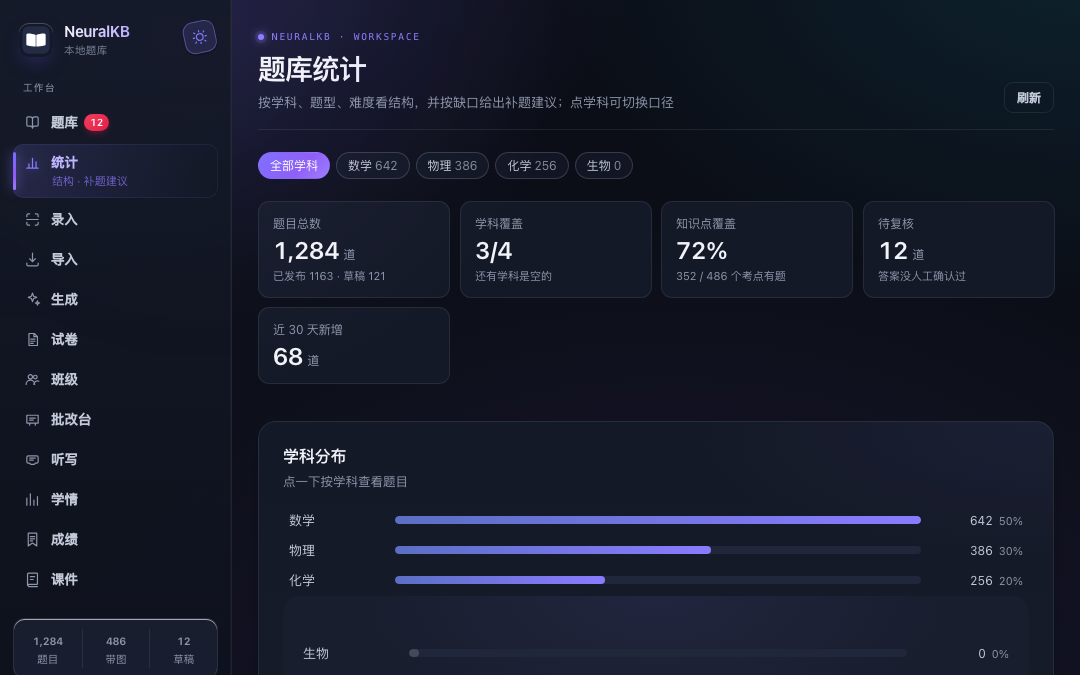 NeuralKB
本地题库
工作台
题库 12
统计
结构 · 补题建议
录入
导入
生成
试卷
班级
批改台
听写
学情
成绩
课件
1,284 486 12
题目 带图 草稿
NEURALKB · WORKSPACE
题库统计
按学科、题型、难度看结构，并按缺口给出补题建议；点学科可切换口径
刷新
全部学科 数学 642 物理 386 化学 256 生物 0
题目总数
1,284 道
已发布 1163 · 草稿 121
学科覆盖
3/4
还有学科是空的
知识点覆盖
72%
352 / 486 个考点有题
待复核
12 道
答案没人工确认过
近 30 天新增
68 道
学科分布
点一下按学科查看题目
数学 642 50%
物理 386 30%
化学 256 20%
生物 0 0%